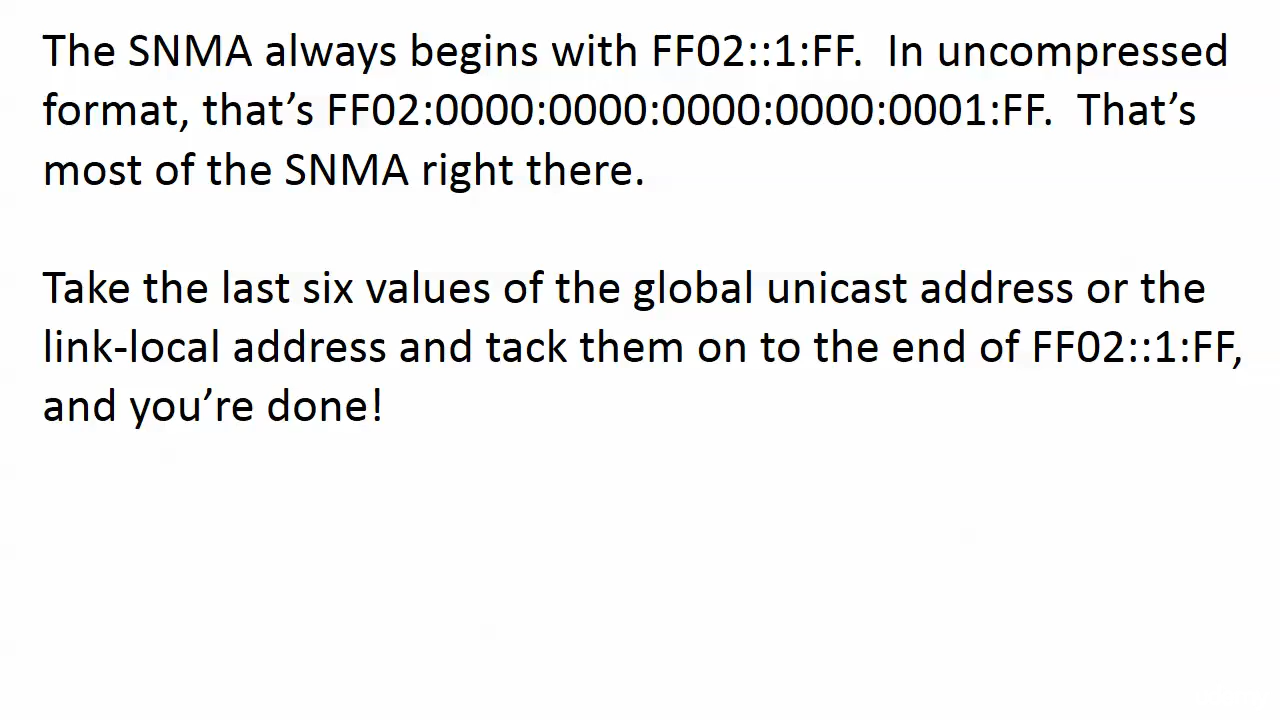 The SNMA always begins with FF02::1:FF.  In uncompressed
format, that’s FF02:0000:0000:0000:0000:0001:FF.  That’s
most of the SNMA right there.
Take the last six values of the global unicast address or the
link-local address and tack them on to the end of FF02::1:FF,
and you’re done!